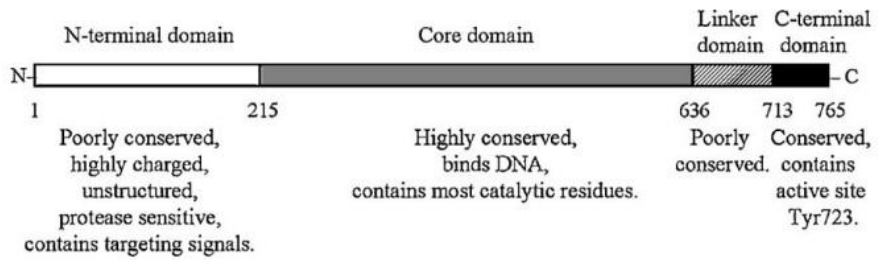 N-terminal domain
Core domain
Linker domain
C-terminal domain
N
C
1
215
636
713
765
Poorly conserved,
highly charged,
unstructured,
protease sensitive,
contains targeting signals.
Highly conserved,
binds DNA,
contains most catalytic residues.
Poorly
conserved.
Conserved,
contains
active site
Tyr723.